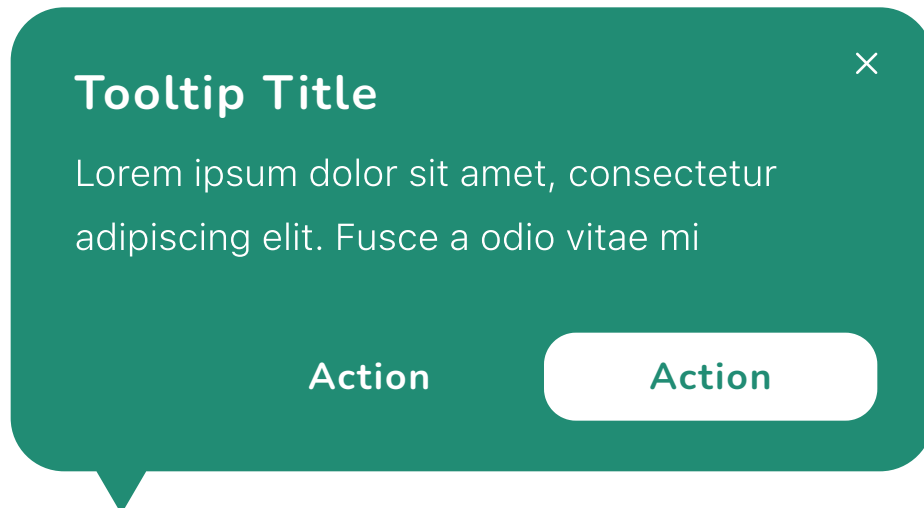 Tooltip Title
Lorem ipsum dolor sit amet, consectetur
adipiscing elit. Fusce a odio vitae mi
Action
Action